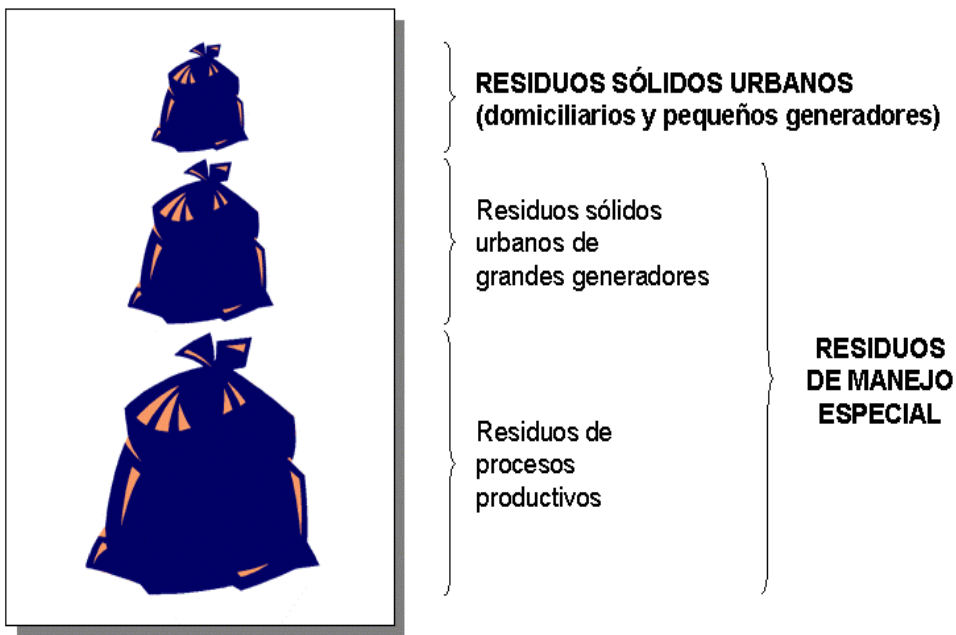 RESIDUOS SÓLIDOS URBANOS
(domiciliarios y pequeños generadores)
Residuos sólidos
urbanos de
grandes generadores
RESIDUOS
DE MANEJO
ESPECIAL
Residuos de
procesos
productivos